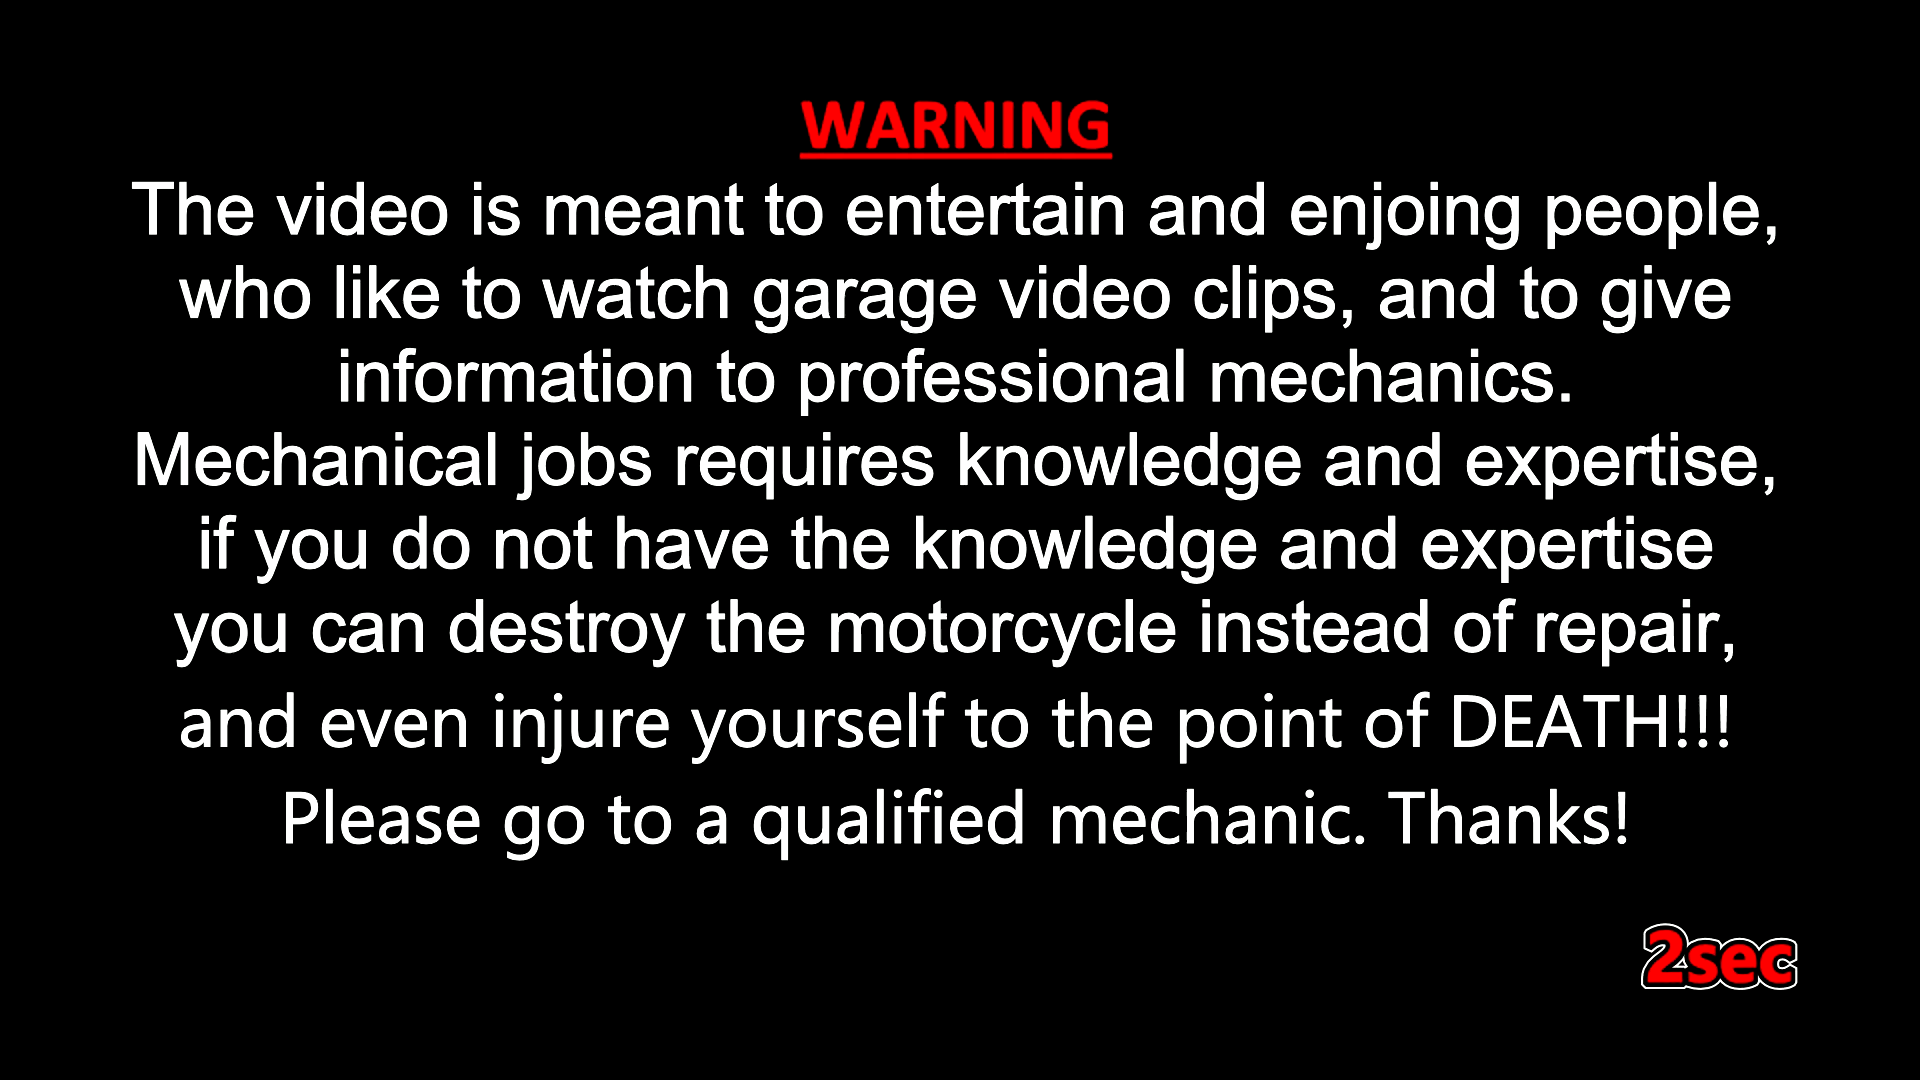 WARNING
The video is meant to entertain and enjoing people,
who like to watch garage video clips, and to give
information to professional mechanics.
Mechanical jobs requires knowledge and expertise,
if you do not have the knowledge and expertise
you can destroy the motorcycle instead of repair,
and even injure yourself to the point of DEATH!!!
Please go to a qualified mechanic. Thanks!
2sec